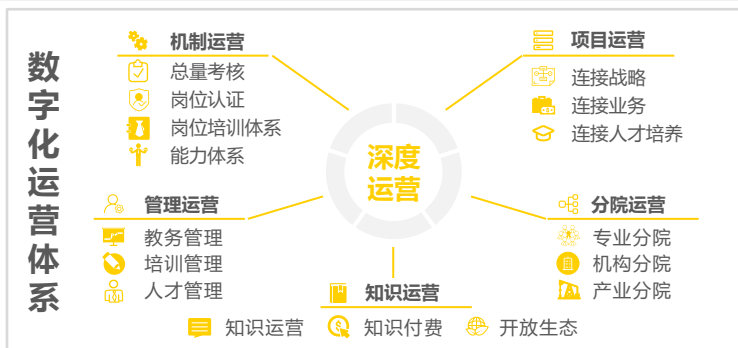 数字化运营体系
机制运营
总量考核
岗位认证
岗位培训体系
能力体系
项目运营
连接战略
连接业务
连接人才培养
深度
运营
管理运营
教务管理
培训管理
人才管理
分院运营
专业分院
机构分院
产业分院
知识运营
知识运营 知识付费 开放生态